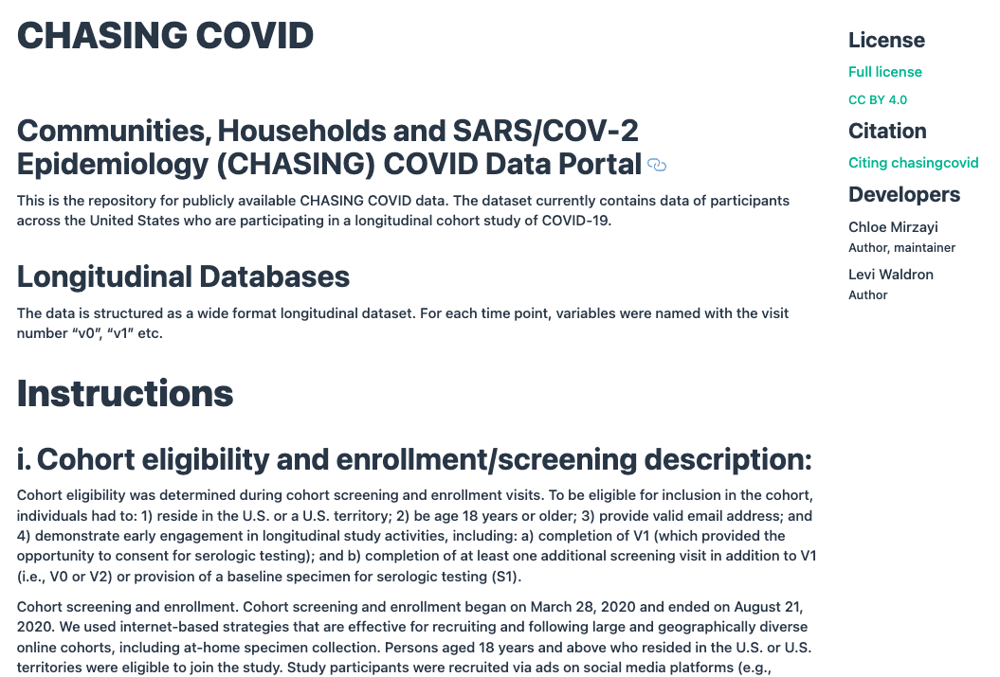 CHASING COVID
Communities, Households and SARS/COV-2
Epidemiology (CHASING) COVID Data Portal
This is the repository for publicly available CHASING COVID data. The dataset currently contains data of participants
across the United States who are participating in a longitudinal cohort study of COVID-19.
Longitudinal Databases
The data is structured as a wide format longitudinal dataset. For each time point, variables were named with the visit
number “v0”, “v1” etc.
Instructions
i. Cohort eligibility and enrollment/screening description:
Cohort eligibility was determined during cohort screening and enrollment visits. To be eligible for inclusion in the cohort,
individuals had to: 1) reside in the U.S. or a U.S. territory; 2) be age 18 years or older; 3) provide valid email address; and
4) demonstrate early engagement in longitudinal study activities, including: a) completion of V1 (which provided the
opportunity to consent for serologic testing); and b) completion of at least one additional screening visit in addition to V1
(i.e., V0 or V2) or provision of a baseline specimen for serologic testing (S1).
Cohort screening and enrollment. Cohort screening and enrollment began on March 28, 2020 and ended on August 21,
2020. We used internet-based strategies that are effective for recruiting and following large and geographically diverse
online cohorts, including at-home specimen collection. Persons aged 18 years and above who resided in the U.S. or U.S.
territories were eligible to join the study. Study participants were recruited via ads on social media platforms (e.g.,
License
Full license
CC BY 4.0
Citation
Citing chasingcovid
Developers
Chloe Mirzayi
Author, maintainer
Levi Waldron
Author